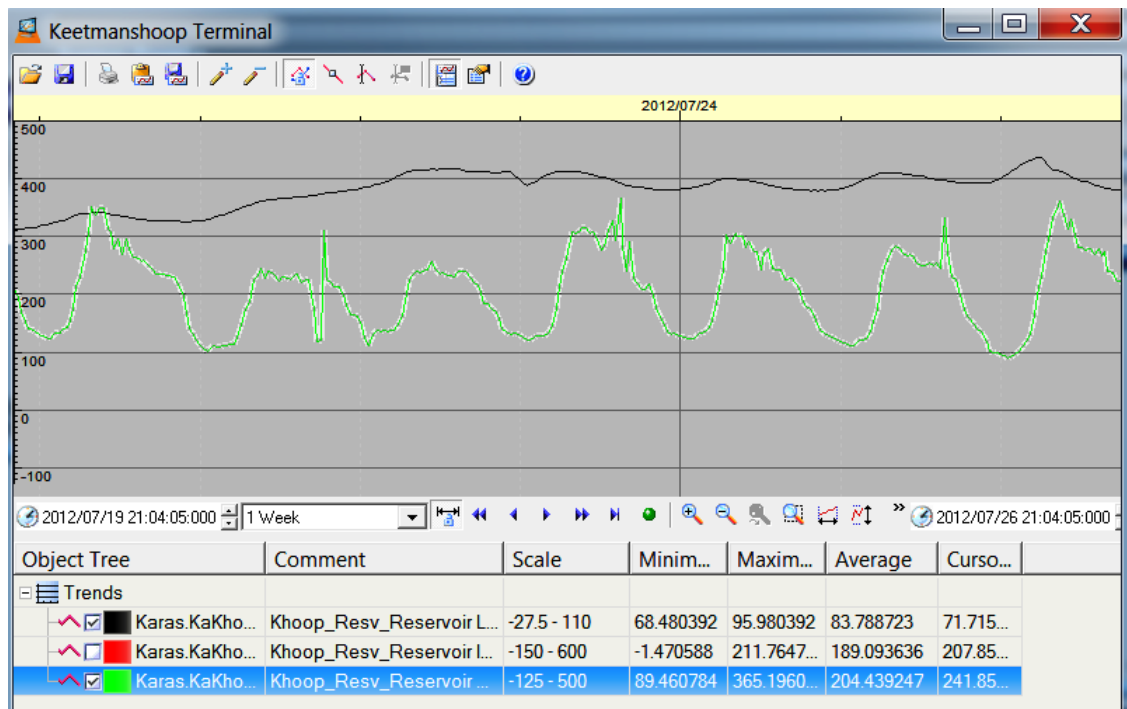 Keetmanshoop Terminal
2012/07/24
500
400
300
200
100
0
-100
2012/07/19 21:04:05:000 1 Week » 2012/07/26 21:04:05:000
Object Tree Comment Scale Minim... Maxim... Average Curso...
Trends
Karas.KaKho... Khoop_Resv_Reservoir L... -27.5 - 110 68.480392 95.980392 83.788723 71.715...
Karas.KaKho... Khoop_Resv_Reservoir I... -150 - 600 -1.470588 211.7647... 189.093636 207.85...
Karas.KaKho... Khoop_Resv_Reservoir ... -125 - 500 89.460784 365.1960... 204.439247 241.85...